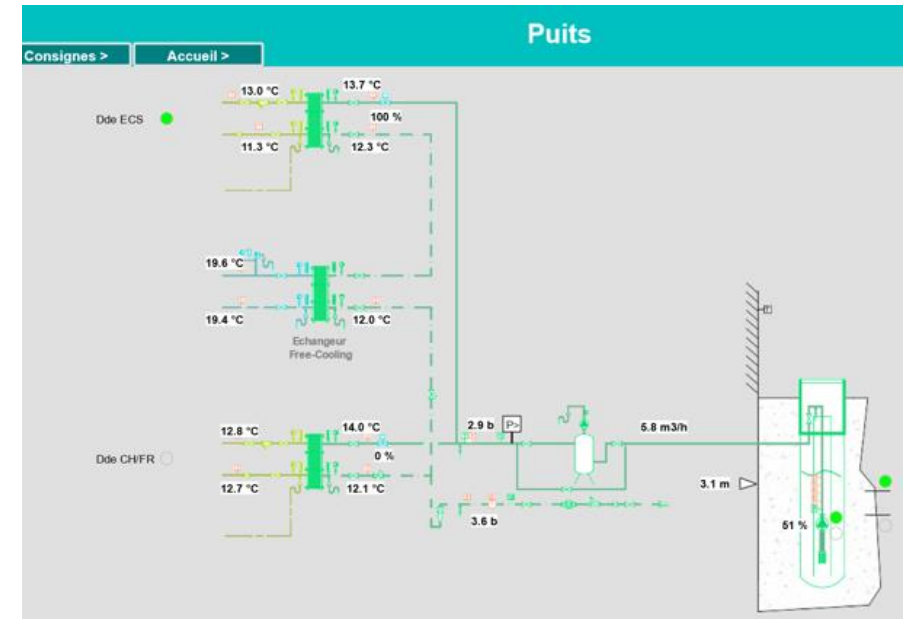 Puits
Consignes >
Accueil >
13.0 °C
13.7 °C
Dde ECS
100 %
11.3 °C
12.3 °C
19.6 °C
19.4 °C
12.0 °C
Echangeur
Free-Cooling
12.8 °C
14.0 °C
2.9 b
P>
5.8 m3/h
Dde CH/FR
0 %
12.7 °C
12.1 °C
3.1 m
3.6 b
51 %